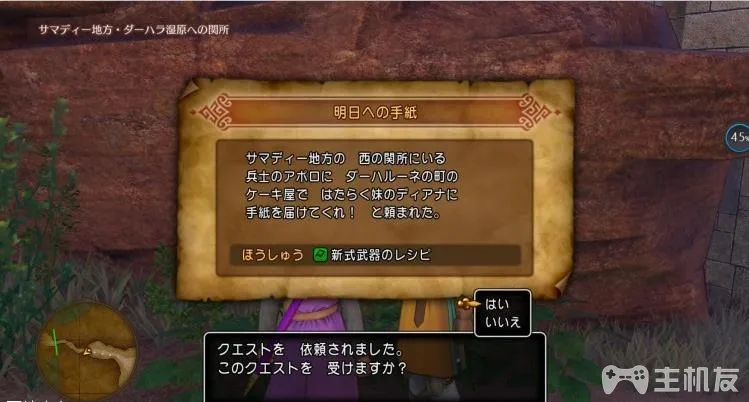 サマディー地方・ダーハラ湿原への関所
明日への手紙
サマディー地方の 西の関所にいる
兵士のアポロに ダーハルーネの町の
ケーキ屋で はたらく妹のディアナに
手紙を届けてくれ！ と頼まれた。
ほうしゅう 新式武器のレシピ
45%
はい
いいえ
クエストを 依頼されました。
このクエストを 受けますか？
主机友